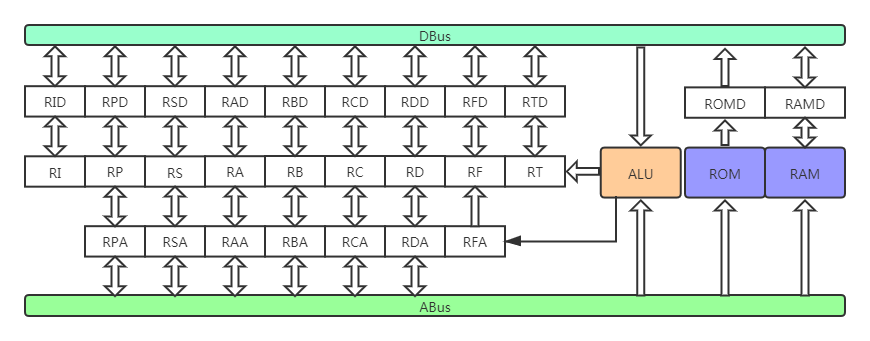 DBus
RID RPD RSD RAD RBD RCD RDD RFD RTD ROMD RAMD
RI RP RS RA RB RC RD RF RT ALU ROM RAM
RPA RSA RAA RBA RCA RDA RFA
ABus